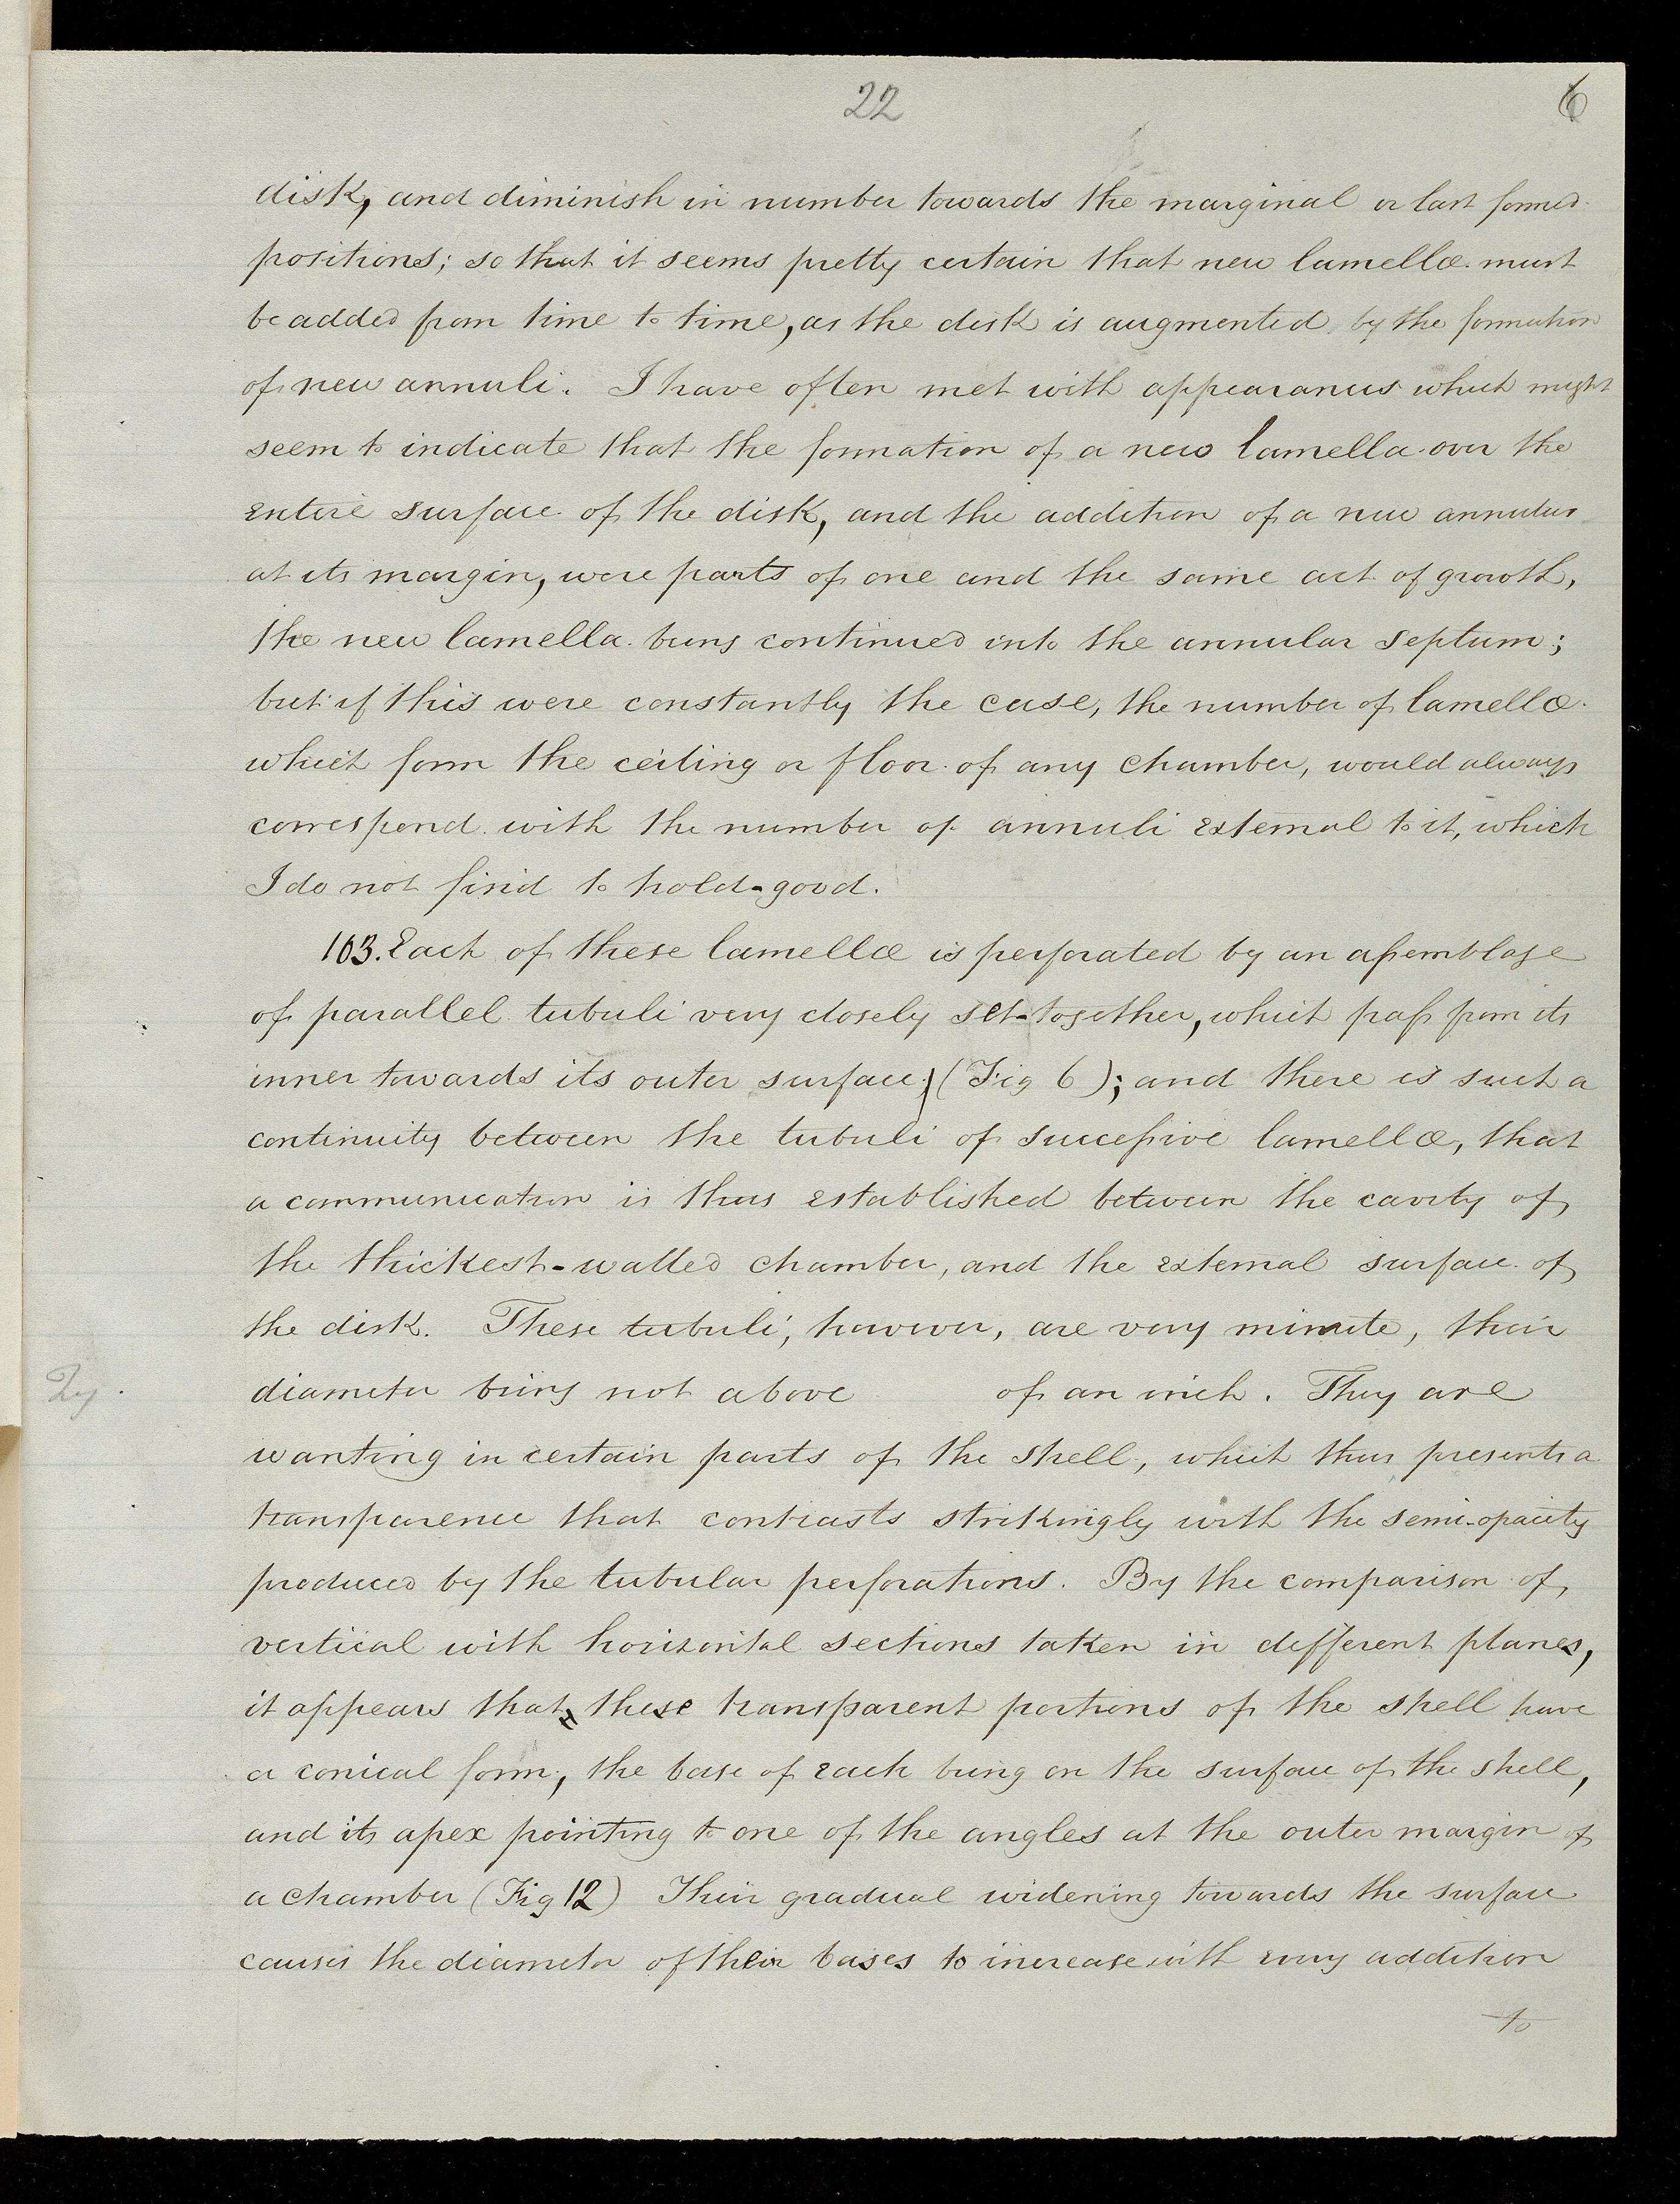 22
6
disk, and diminish in number towards the marginal or last formed
positions; so that it seems pretty certain that new lamellæ must
be added from time to time, as the disk is augmented by the formation
of new annuli. I have often met with appearances which might
seem to indicate that the formation of a new lamella over the
entire surface of the disk, and the addition of a new annulus
at its margin, were parts of one and the same act of growth,
the new lamella being continued into the annular septum;
but if this were constantly the case, the number of lamellæ
which form the ceiling or floor of any chamber, would always
correspond with the number of annuli external to it, which
I do not find to hold-good.
103. Each of these lamellæ is perforated by an assemblage
of parallel tubuli very closely set-together, which pass from its
inner towards its outer surface, (Fig 6); and there is such a
continuity between the tubuli of successive lamellæ, that
a communication is thus established between the cavity of
the thickest-walled chamber, and the external surface of
the disk. These tubuli, however, are very minute, their
diameter being not above of an inch. They are
wanting in certain parts of the shell, which thus presents a
transparence that contrasts strikingly with the semi-opacity
produced by the tubular perforations. By the comparison of
vertical with horizontal sections taken in different planes,
it appears that these transparent portions of the shell have
a conical form, the base of each being on the surface of the shell,
and its apex pointing to one of the angles at the outer margin of
a chamber (Fig 12) Their gradual widening towards the surface
causes the diameter of their bases to increase with every addition
to